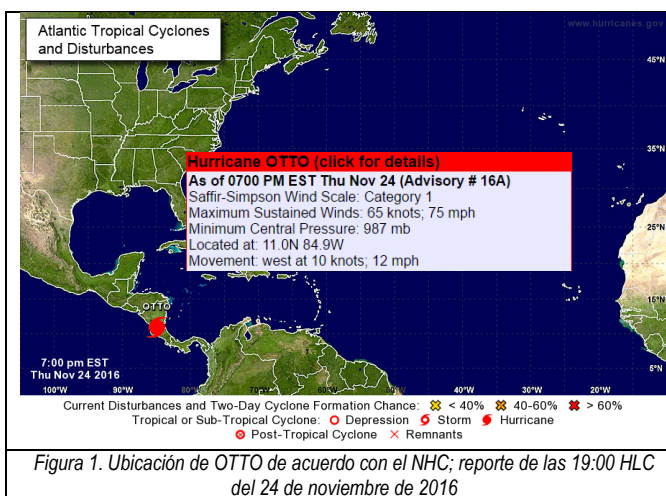 Atlantic Tropical Cyclones
and Disturbances
www.hurricanes.gov
45°N
35°N
Hurricane OTTO (click for details)
As of 0700 PM EST Thu Nov 24 (Advisory # 16A)
Saffir-Simpson Wind Scale: Category 1
Maximum Sustained Winds: 65 knots; 75 mph
Minimum Central Pressure: 987 mb
Located at: 11.0N 84.9W
Movement: west at 10 knots; 12 mph
25°N
15°N
OTTO
5°N
7:00 pm EST
Thu Nov 24 2016
100°W 90°W 80°W 70°W 60°W 50°W 40°W 30°W 20°W
Current Disturbances and Two-Day Cyclone Formation Chance: < 40% 40-60% > 60%
Tropical or Sub-Tropical Cyclone: Depression Storm Hurricane
Post-Tropical Cyclone Remnants
Figura 1. Ubicación de OTTO de acuerdo con el NHC; reporte de las 19:00 HLC
del 24 de noviembre de 2016